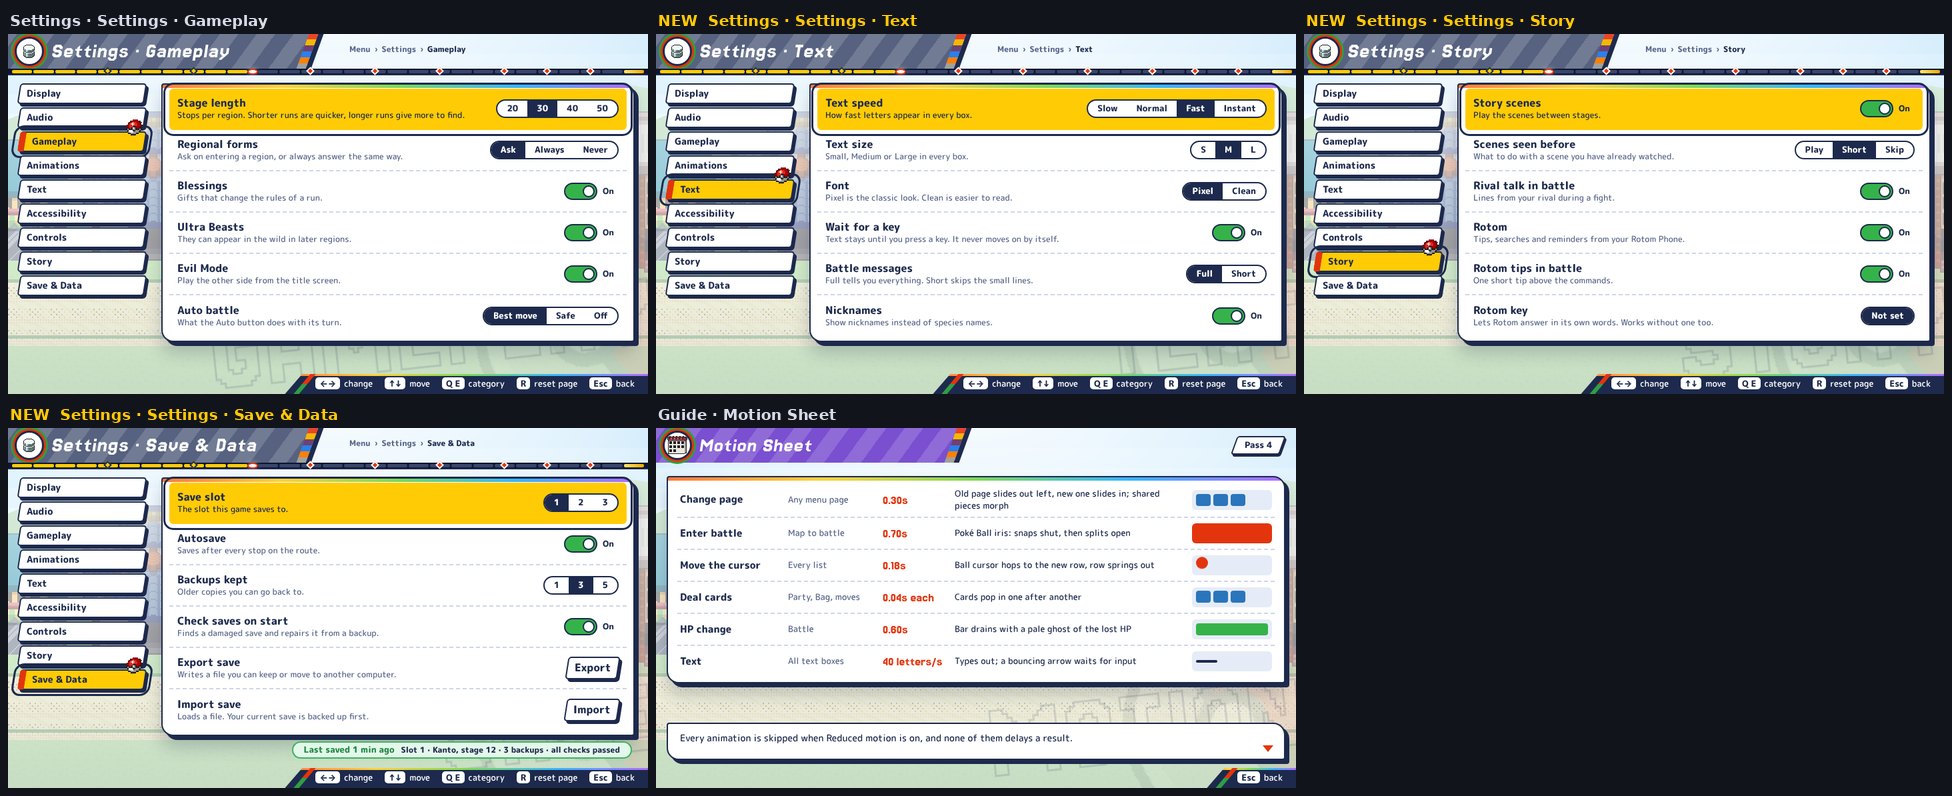 Settings · Settings · Gameplay
Settings · Gameplay
Menu › Settings › Gameplay
Display
Audio
Gameplay
Animations
Text
Accessibility
Controls
Story
Save & Data
Stage length
Stops per region. Shorter runs are quicker, longer runs give more to find.
20 30 40 50
Regional forms
Ask on entering a region, or always answer the same way.
Ask Always Never
Blessings
Gifts that change the rules of a run.
On
Ultra Beasts
They can appear in the wild in later regions.
On
Evil Mode
Play the other side from the title screen.
On
Auto battle
What the Auto button does with its turn.
Best move Safe Off
←→ change ↑↓ move Q E category R reset page Esc back
NEW Settings · Settings · Text
Settings · Text
Menu › Settings › Text
Display
Audio
Gameplay
Animations
Text
Accessibility
Controls
Story
Save & Data
Text speed
How fast letters appear in every box.
Slow Normal Fast Instant
Text size
Small, Medium or Large in every box.
S M L
Font
Pixel is the classic look. Clean is easier to read.
Pixel Clean
Wait for a key
Text stays until you press a key. It never moves on by itself.
On
Battle messages
Full tells you everything. Short skips the small lines.
Full Short
Nicknames
Show nicknames instead of species names.
On
←→ change ↑↓ move Q E category R reset page Esc back
NEW Settings · Settings · Story
Settings · Story
Menu › Settings › Story
Display
Audio
Gameplay
Animations
Text
Accessibility
Controls
Story
Save & Data
Story scenes
Play the scenes between stages.
On
Scenes seen before
What to do with a scene you have already watched.
Play Short Skip
Rival talk in battle
Lines from your rival during a fight.
On
Rotom
Tips, searches and reminders from your Rotom Phone.
On
Rotom tips in battle
One short tip above the commands.
On
Rotom key
Lets Rotom answer in its own words. Works without one too.
Not set
←→ change ↑↓ move Q E category R reset page Esc back
NEW Settings · Settings · Save & Data
Settings · Save & Data
Menu › Settings › Save & Data
Display
Audio
Gameplay
Animations
Text
Accessibility
Controls
Story
Save & Data
Save slot
The slot this game saves to.
1 2 3
Autosave
Saves after every stop on the route.
On
Backups kept
Older copies you can go back to.
1 3 5
Check saves on start
Finds a damaged save and repairs it from a backup.
On
Export save
Writes a file you can keep or move to another computer.
Export
Import save
Loads a file. Your current save is backed up first.
Import
Last saved 1 min ago Slot 1 · Kanto, stage 12 · 3 backups · all checks passed
←→ change ↑↓ move Q E category R reset page Esc back
Guide · Motion Sheet
Motion Sheet
Pass 4
Change page Any menu page 0.30s Old page slides out left, new one slides in; shared
pieces morph
Enter battle Map to battle 0.70s Poké Ball iris: snaps shut, then splits open
Move the cursor Every list 0.18s Ball cursor hops to the new row, row springs out
Deal cards Party, Bag, moves 0.04s each Cards pop in one after another
HP change Battle 0.60s Bar drains with a pale ghost of the lost HP
Text All text boxes 40 letters/s Types out; a bouncing arrow waits for input
Every animation is skipped when Reduced motion is on, and none of them delays a result.
Esc back